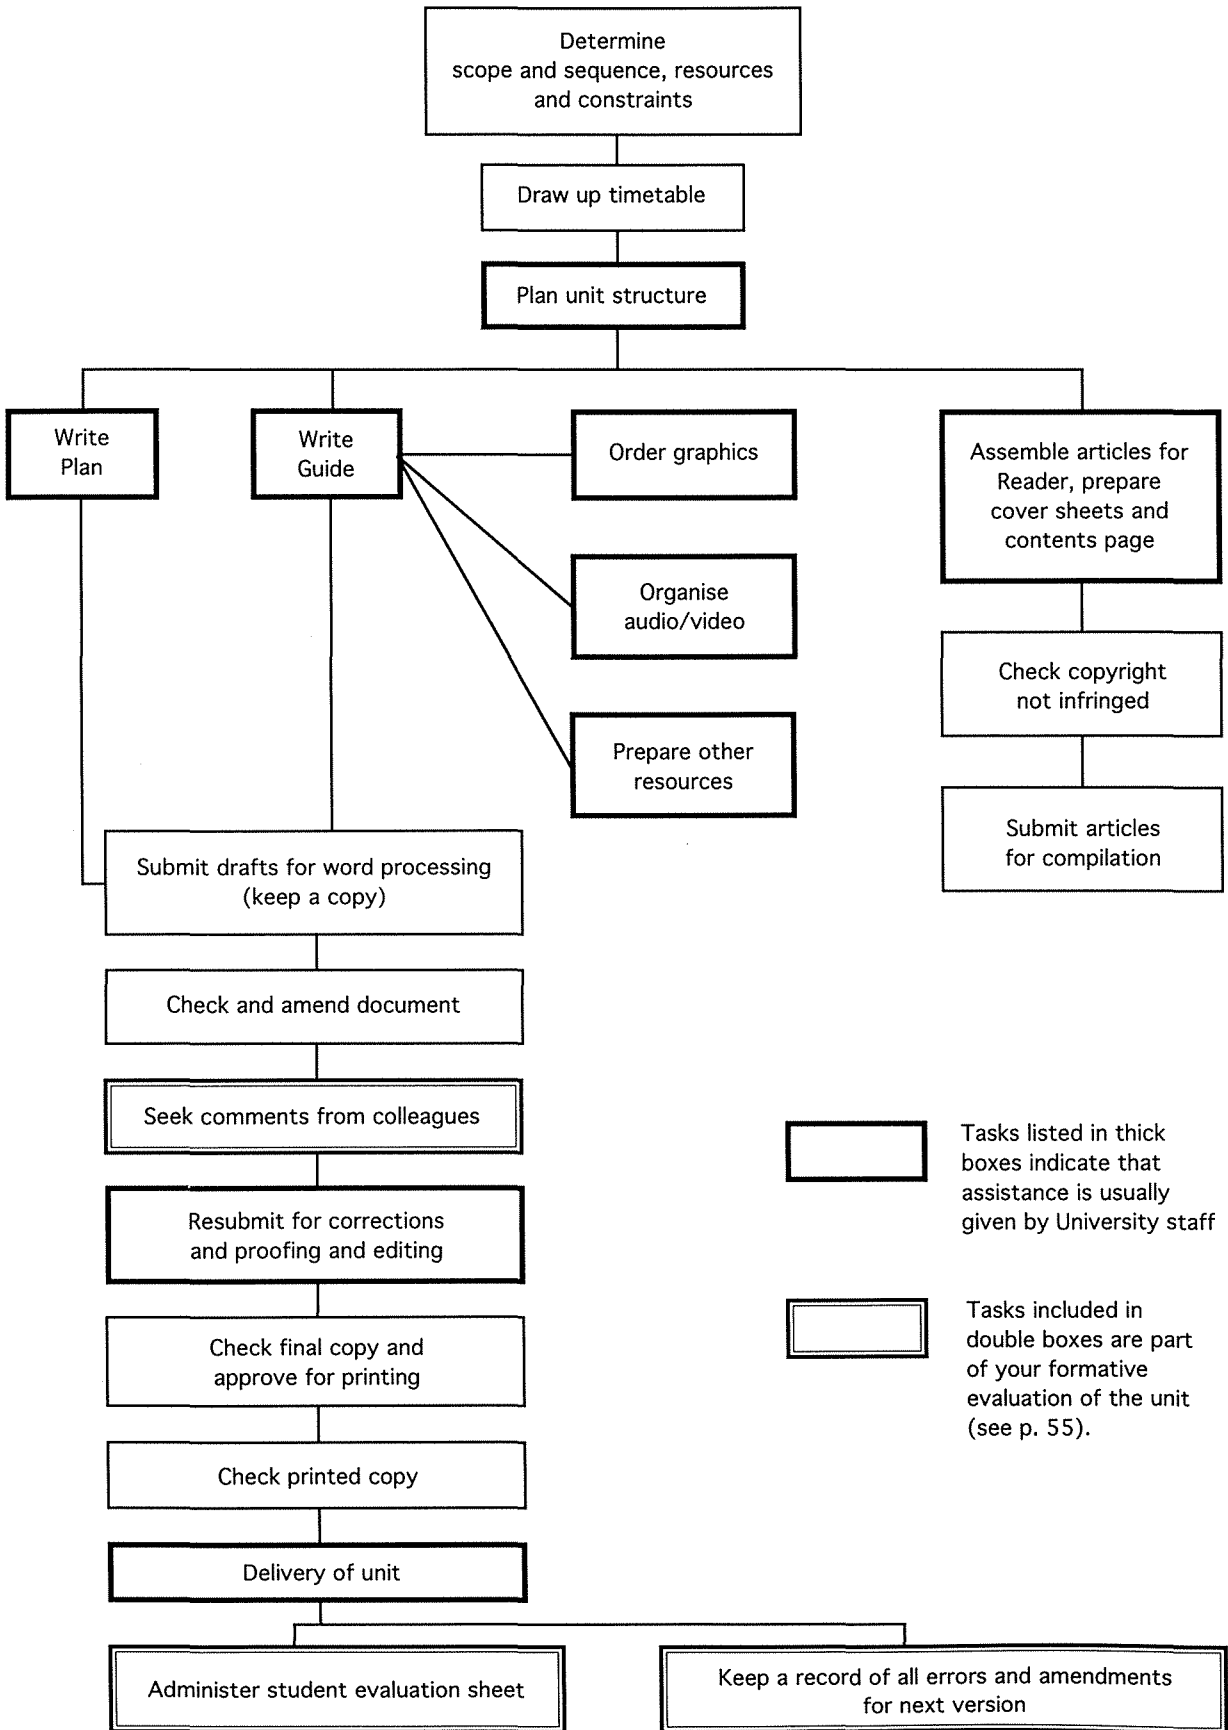 Determine
scope and sequence, resources
and constraints
Draw up timetable
Plan unit structure
Write
Plan
Write
Guide
Order graphics
Assemble articles for
Reader, prepare
cover sheets and
contents page
Organise
audio/video
Check copyright
not infringed
Prepare other
resources
Submit articles
for compilation
Submit drafts for word processing
(keep a copy)
Check and amend document
Seek comments from colleagues
Resubmit for corrections
and proofing and editing
Check final copy and
approve for printing
Check printed copy
Delivery of unit
Administer student evaluation sheet
Keep a record of all errors and amendments
for next version
Tasks listed in thick
boxes indicate that
assistance is usually
given by University staff
Tasks included in
double boxes are part
of your formative
evaluation of the unit
(see p. 55).